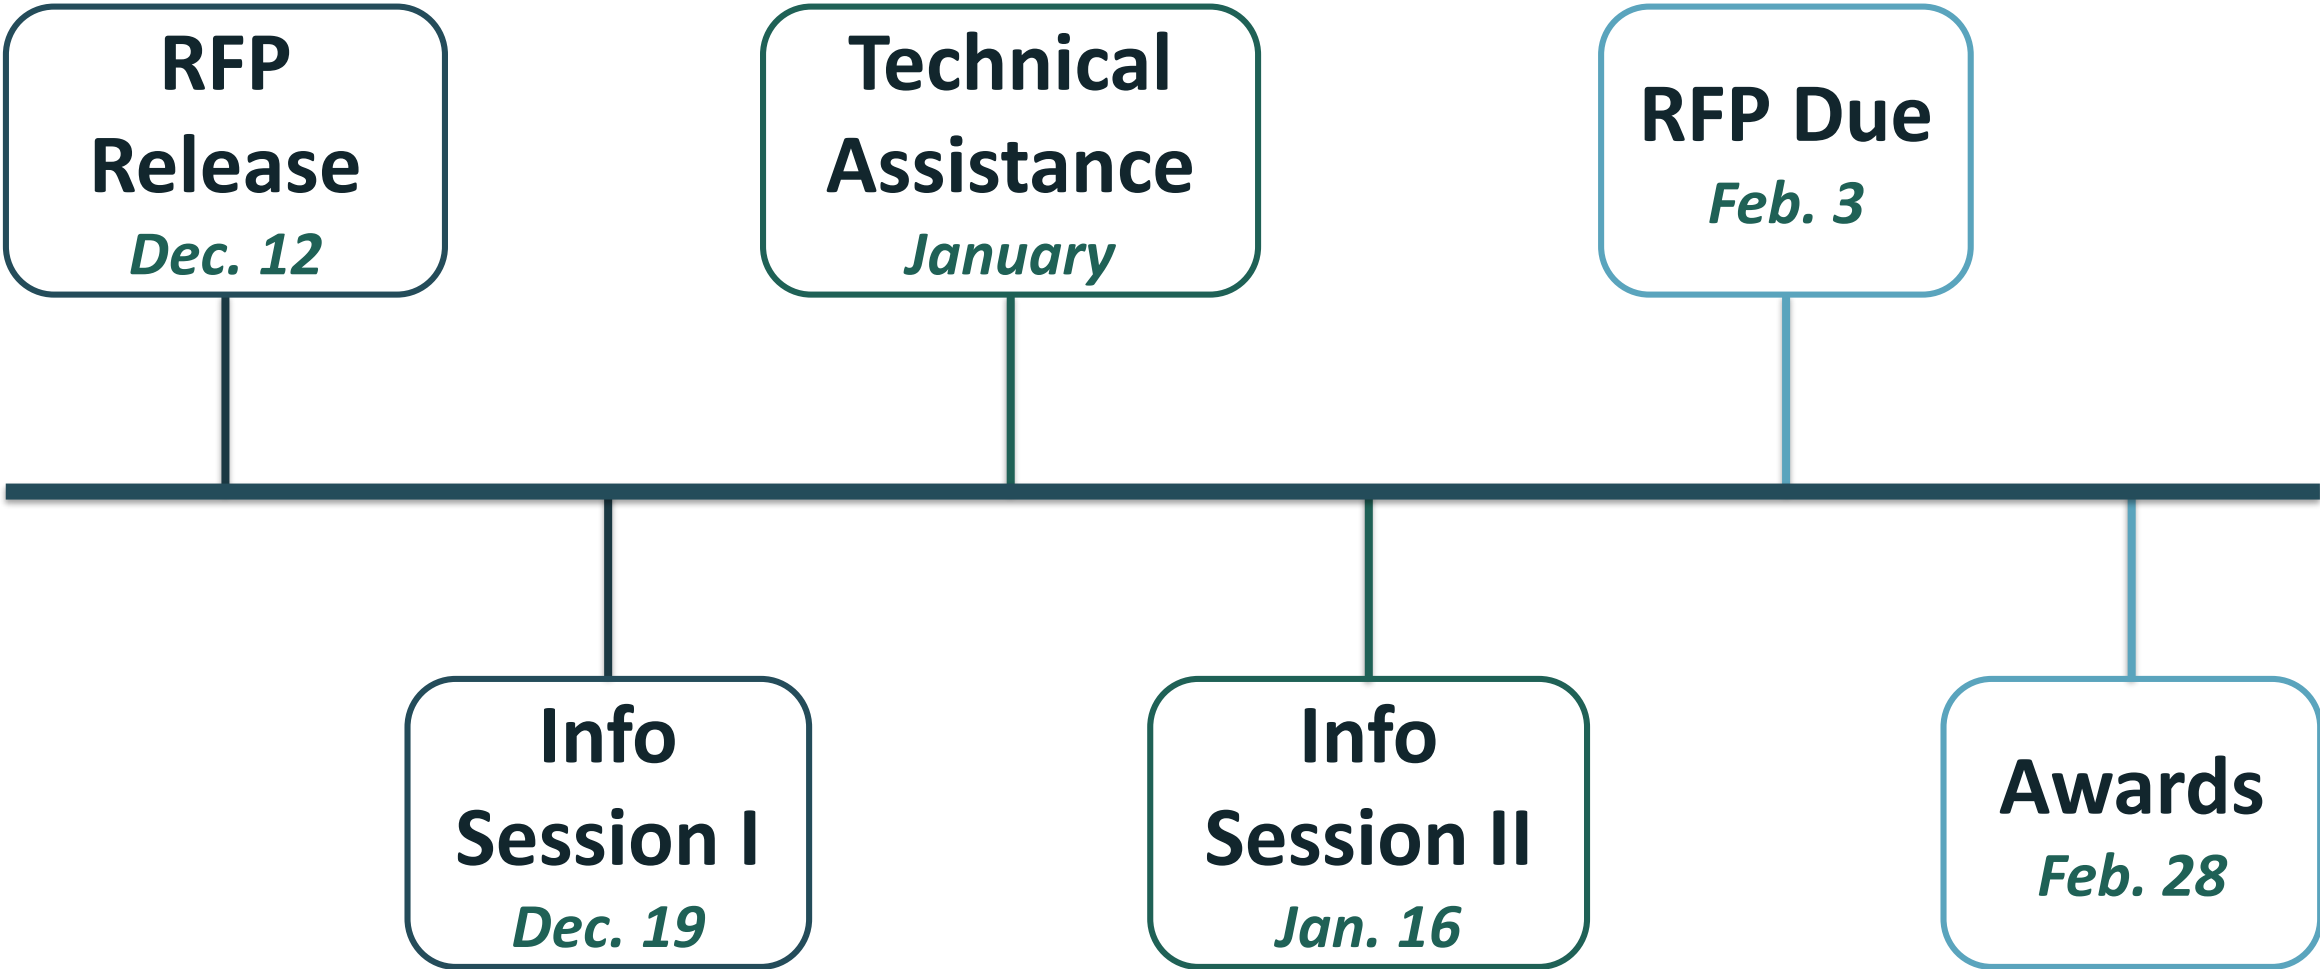 RFP
Release
Dec. 12
Technical
Assistance
January
RFP Due
Feb. 3
Info
Session I
Dec. 19
Info
Session II
Jan. 16
Awards
Feb. 28